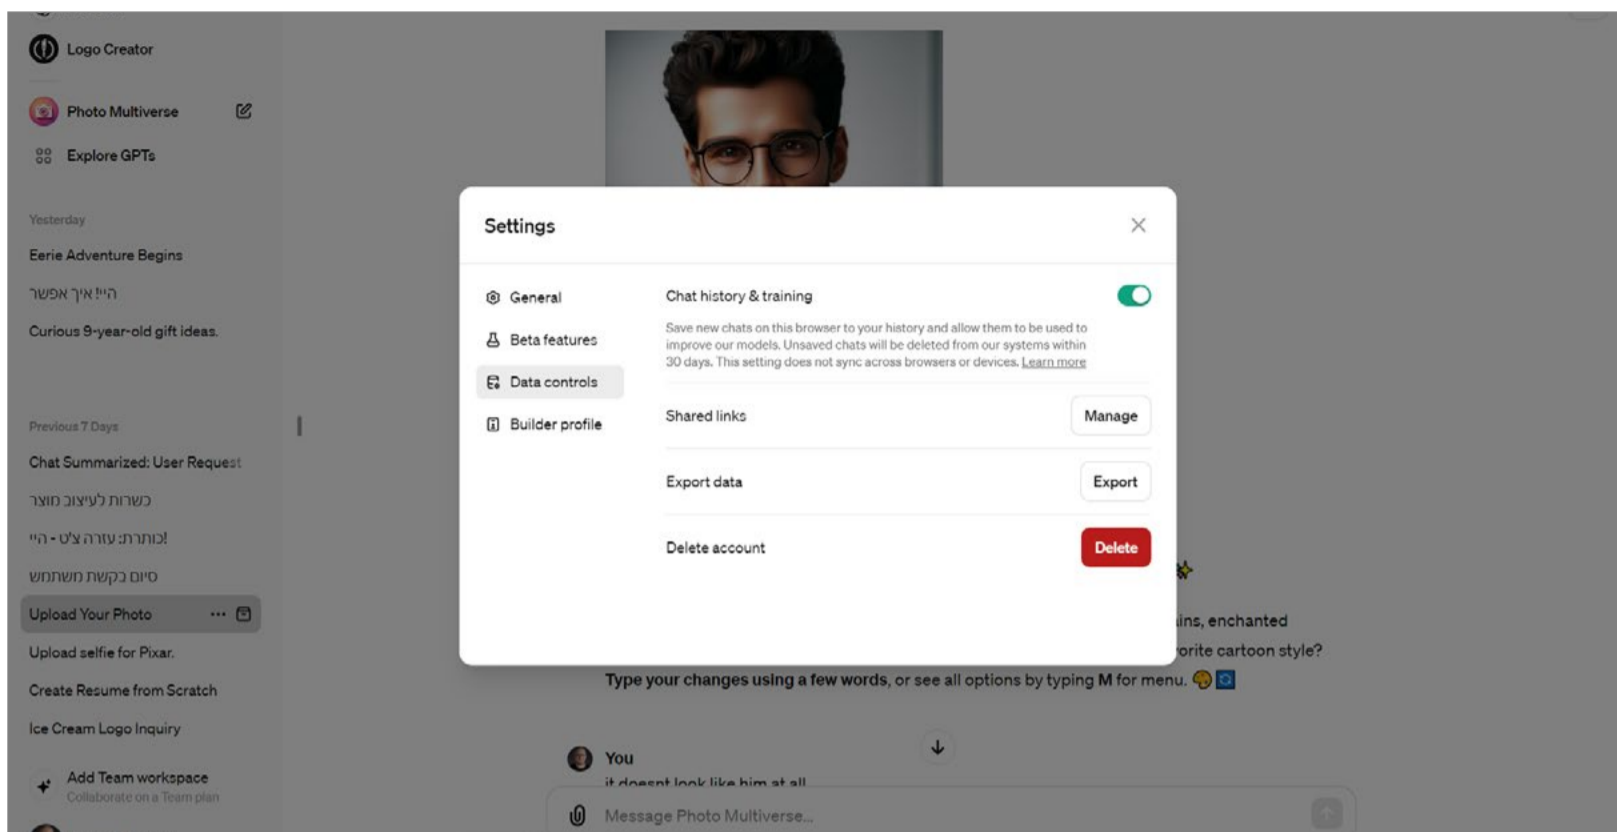 Logo Creator
Photo Multiverse
Explore GPTs
Yesterday
Eerie Adventure Begins
היי! איך אפשר
Curious 9-year-old gift ideas.
Previous 7 Days
Chat Summarized: User Request
כשרות לעיצוב מוצר
!כותרת: עזרה צ'ט - היי
סיום בקשת משתמש
Upload Your Photo
Upload selfie for Pixar.
Create Resume from Scratch
Ice Cream Logo Inquiry
Add Team workspace
Collaborate on a Team plan
Settings
General
Beta features
Data controls
Builder profile
Chat history & training
Save new chats on this browser to your history and allow them to be used to
improve our models. Unsaved chats will be deleted from our systems within
30 days. This setting does not sync across browsers or devices. Learn more
Shared links
Manage
Export data
Export
Delete account
Delete
ins, enchanted
orite cartoon style?
Type your changes using a few words, or see all options by typing M for menu.
You
it doesnt look like him at all
Message Photo Multiverse...